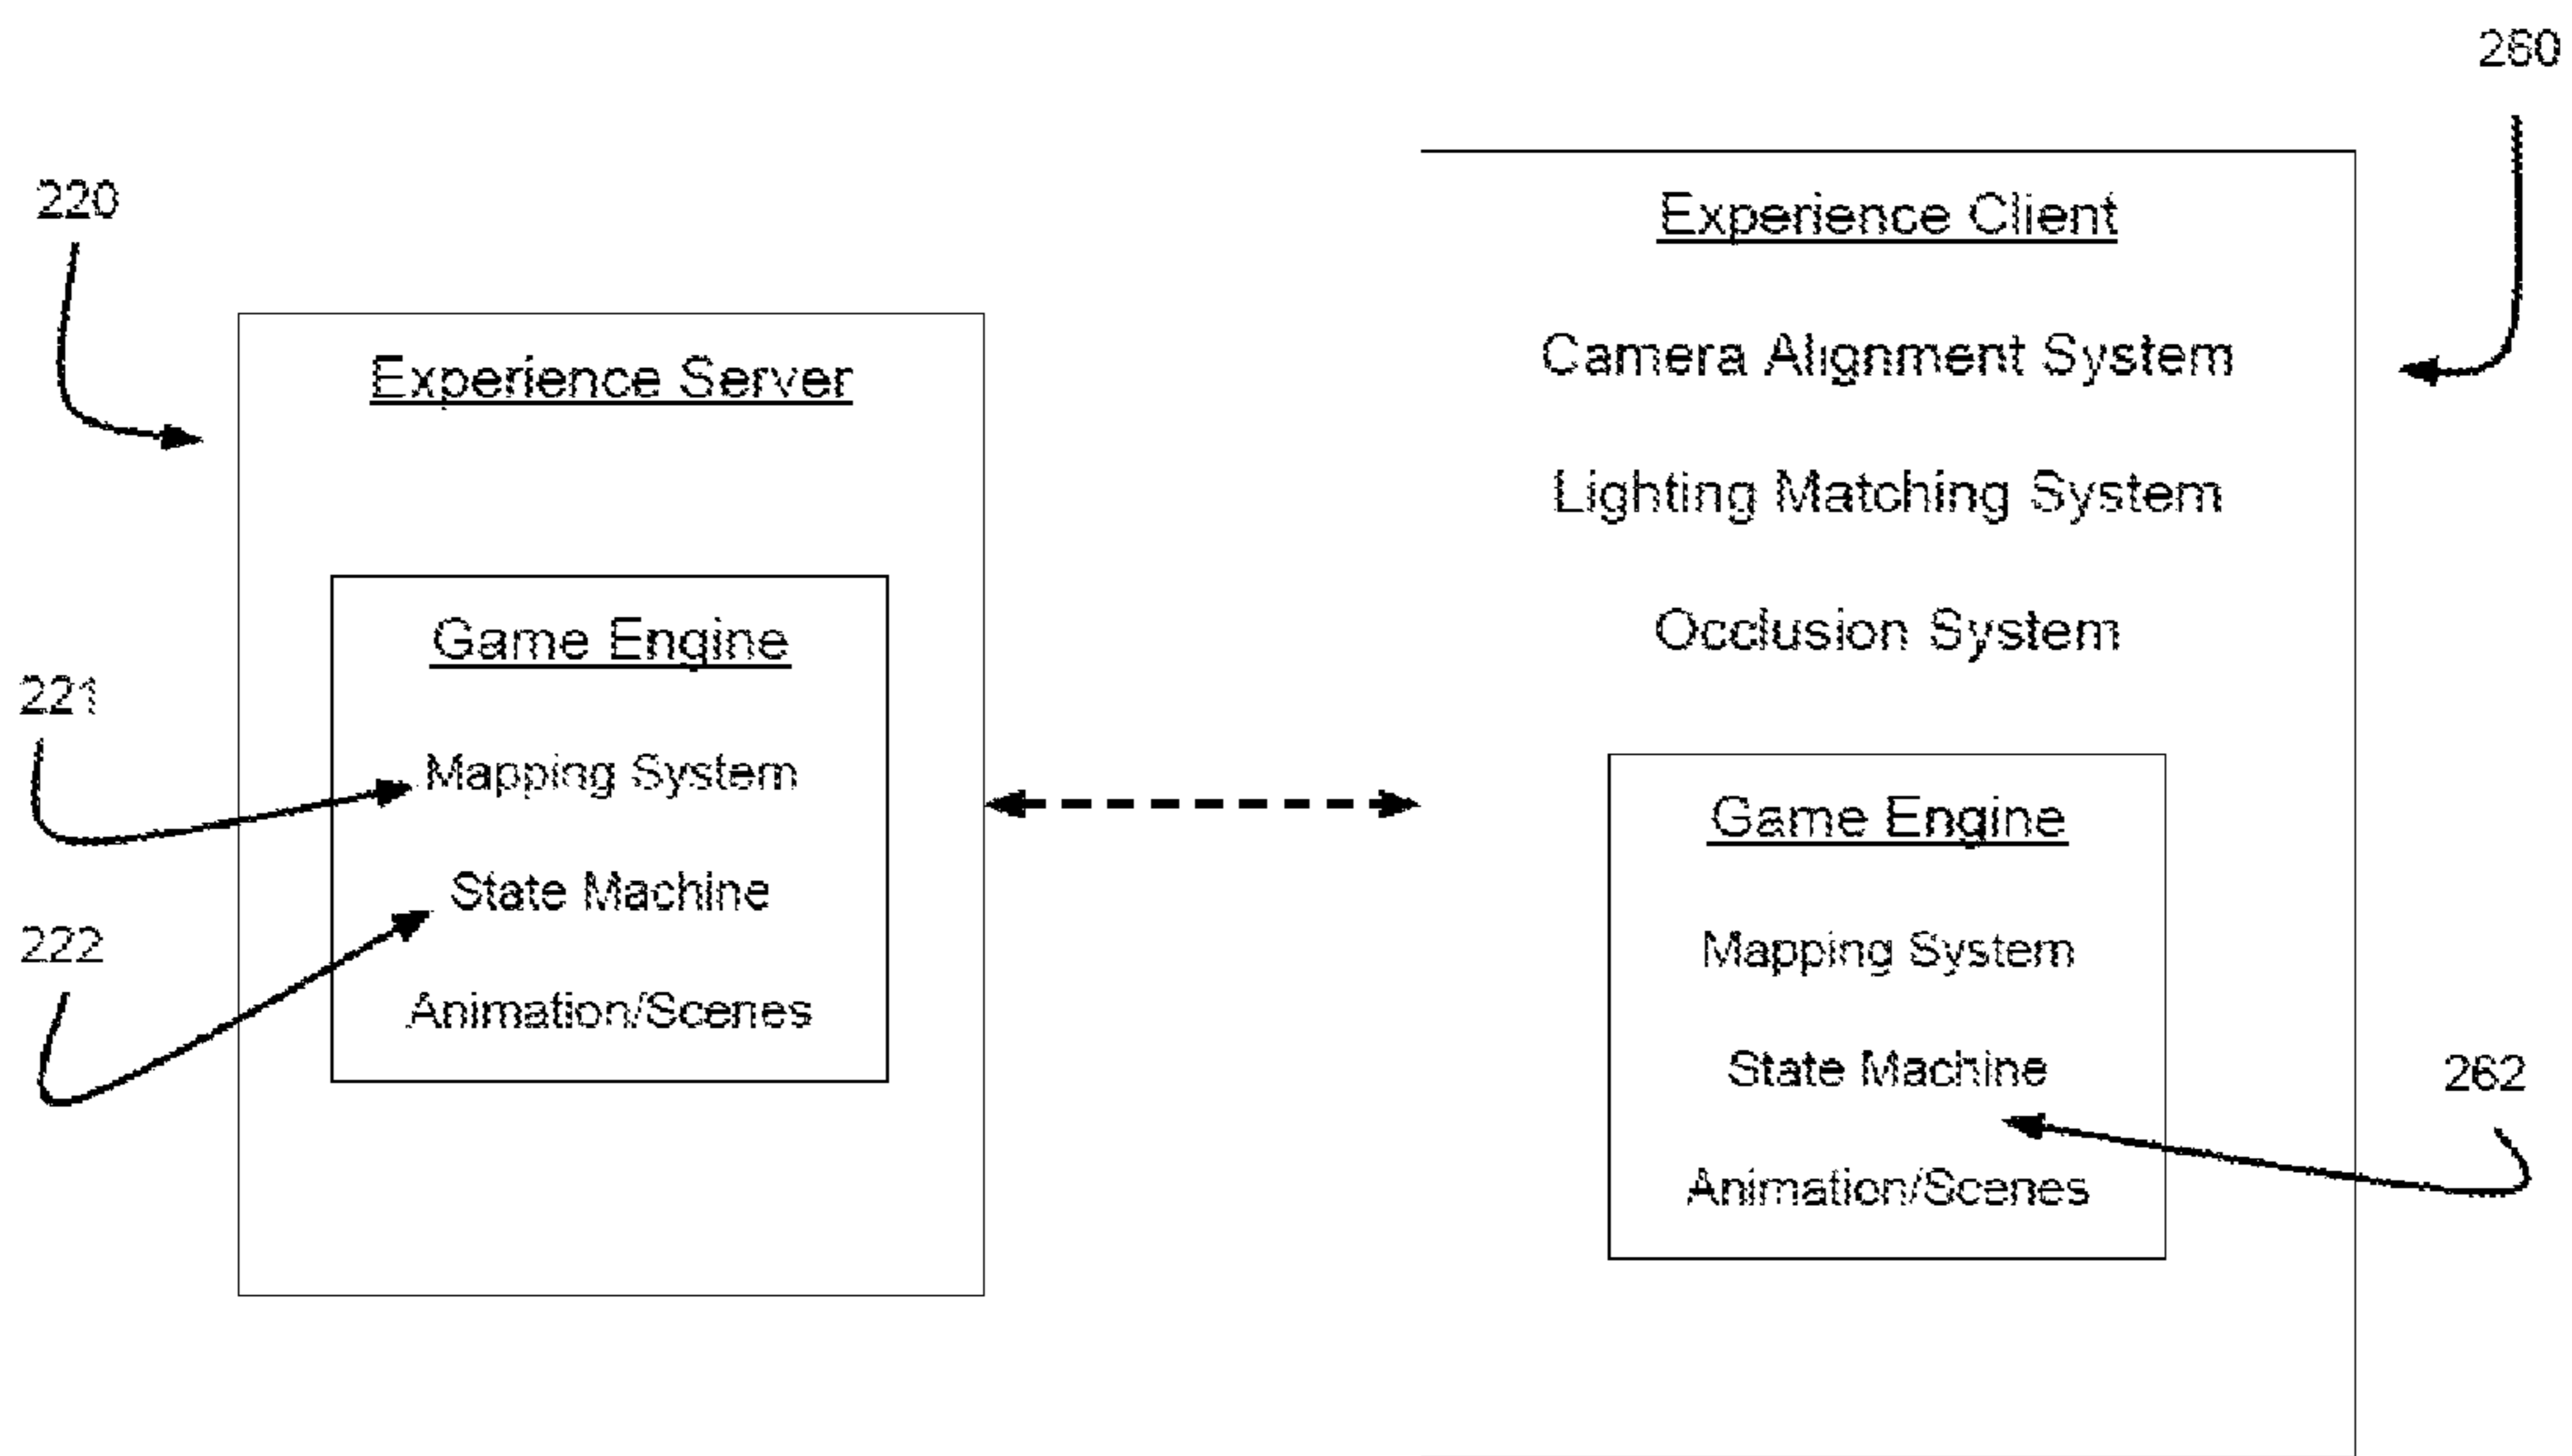 260
220
Experience Client
Experience Server
Camera Alignment System
Lighting Matching System
Occlusion System
Game Engine
221
Mapping System
State Machine
222
Animation/Scenes
Game Engine
Mapping System
State Machine
262
Animation/Scenes